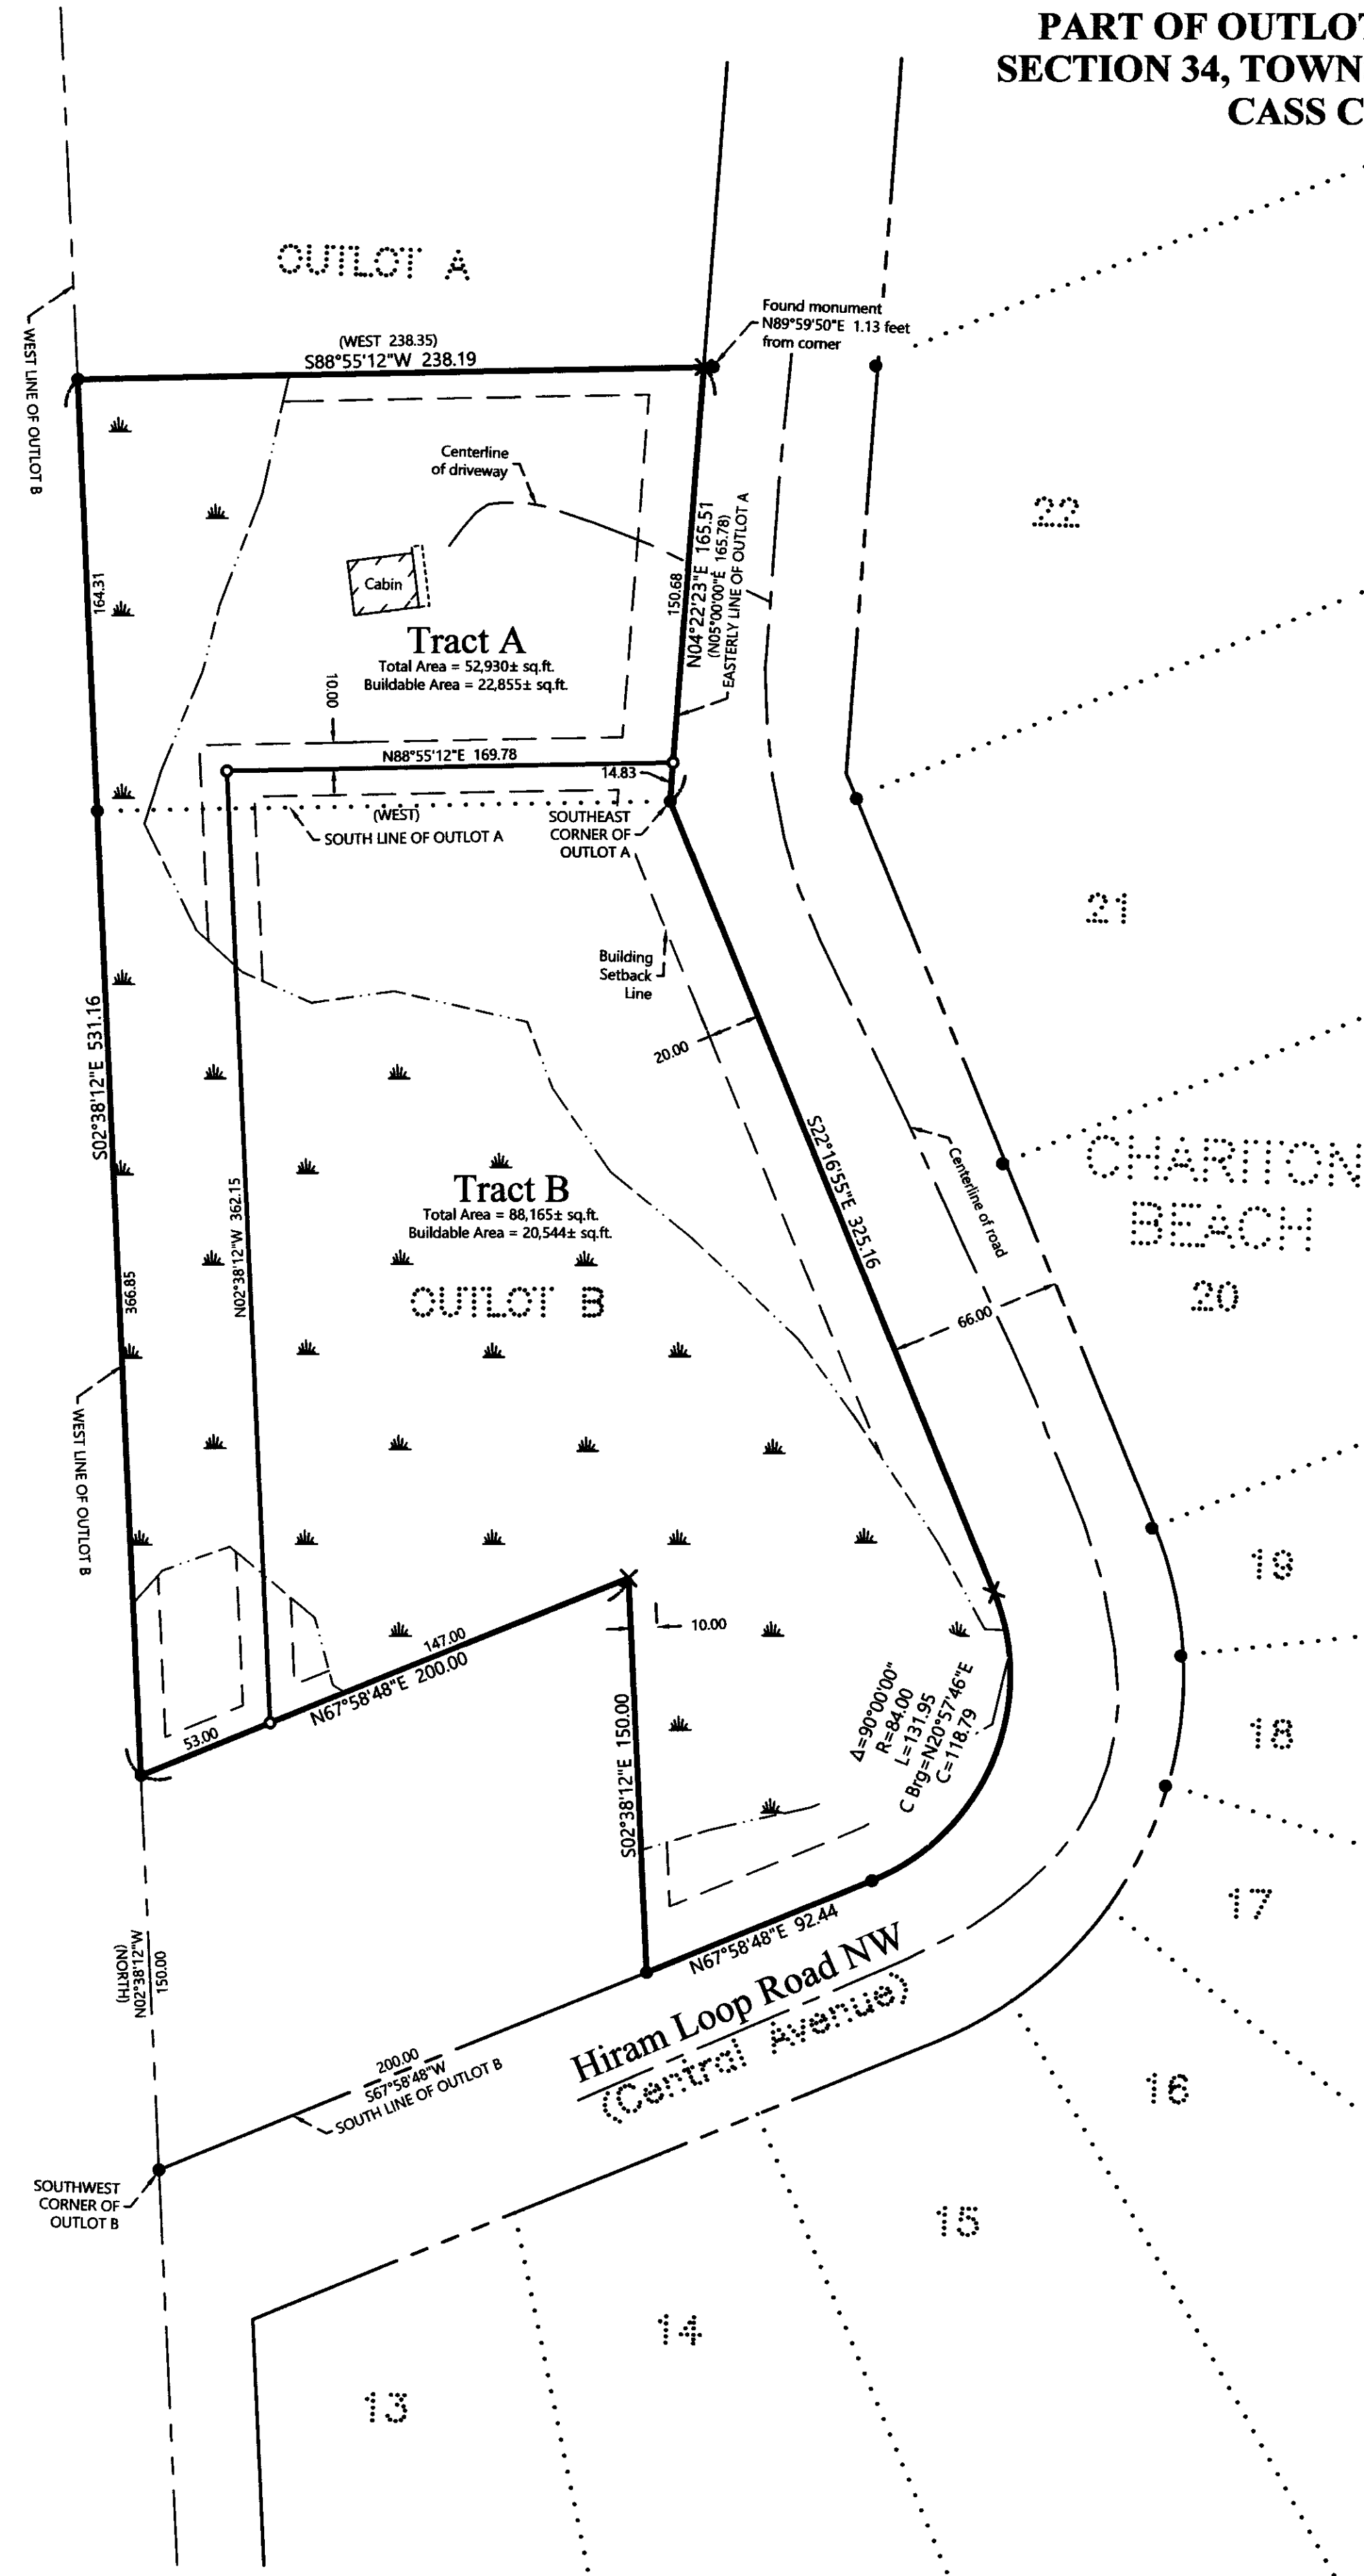 PART OF OUTLOT
SECTION 34, TOWN
CASS C
OUTLOT A
WEST LINE OF OUTLOT B
(WEST 238.35)
S88°55'12"W 238.19
Found monument
N89°59'50"E 1.13 feet
from corner
Centerline
of driveway
Cabin
164.31
Tract A
Total Area = 52,930± sq.ft.
Buildable Area = 22,855± sq.ft.
150.68
N04°22'23"E 165.51
(N05°00'00"E 165.78)
EASTERLY LINE OF OUTLOT A
22
10.00
N88°55'12"E 169.78
14.83
(WEST)
SOUTH LINE OF OUTLOT A
SOUTHEAST
CORNER OF
OUTLOT A
21
Building
Setback
Line
20.00
S02°38'12"E 531.16
N02°38'12"W 362.15
366.85
Tract B
Total Area = 88,165± sq.ft.
Buildable Area = 20,544± sq.ft.
OUTLOT B
S22°16'55"E 325.16
Centerline of road
CHARITON
BEACH
20
66.00
WEST LINE OF OUTLOT B
19
147.00
N67°58'48"E 200.00
53.00
10.00
S02°38'12"E 150.00
Δ=90°00'00"
R=84.00
L=131.95
C Brg=N20°57'46"E
C=118.79
18
17
N67°58'48"E 92.44
Hiram Loop Road NW
(Central Avenue)
(NORTH)
N02°38'12"W
150.00
200.00
S67°58'48"W
SOUTH LINE OF OUTLOT B
16
SOUTHWEST
CORNER OF
OUTLOT B
15
14
13